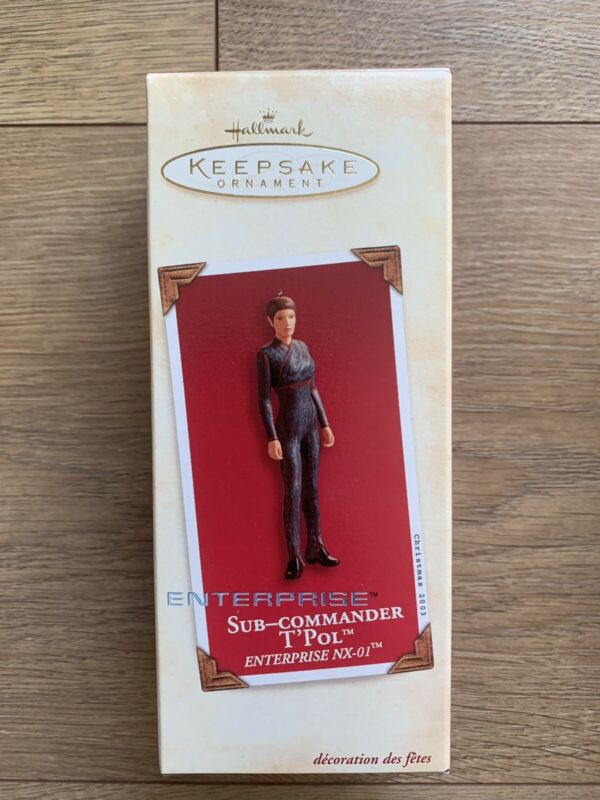 Hallmark
KEEPSAKE
ORNAMENT
Christmas 2003
ENTERPRISE™
SUB–COMMANDER
T'POL™
ENTERPRISE NX-01™
décoration des fêtes